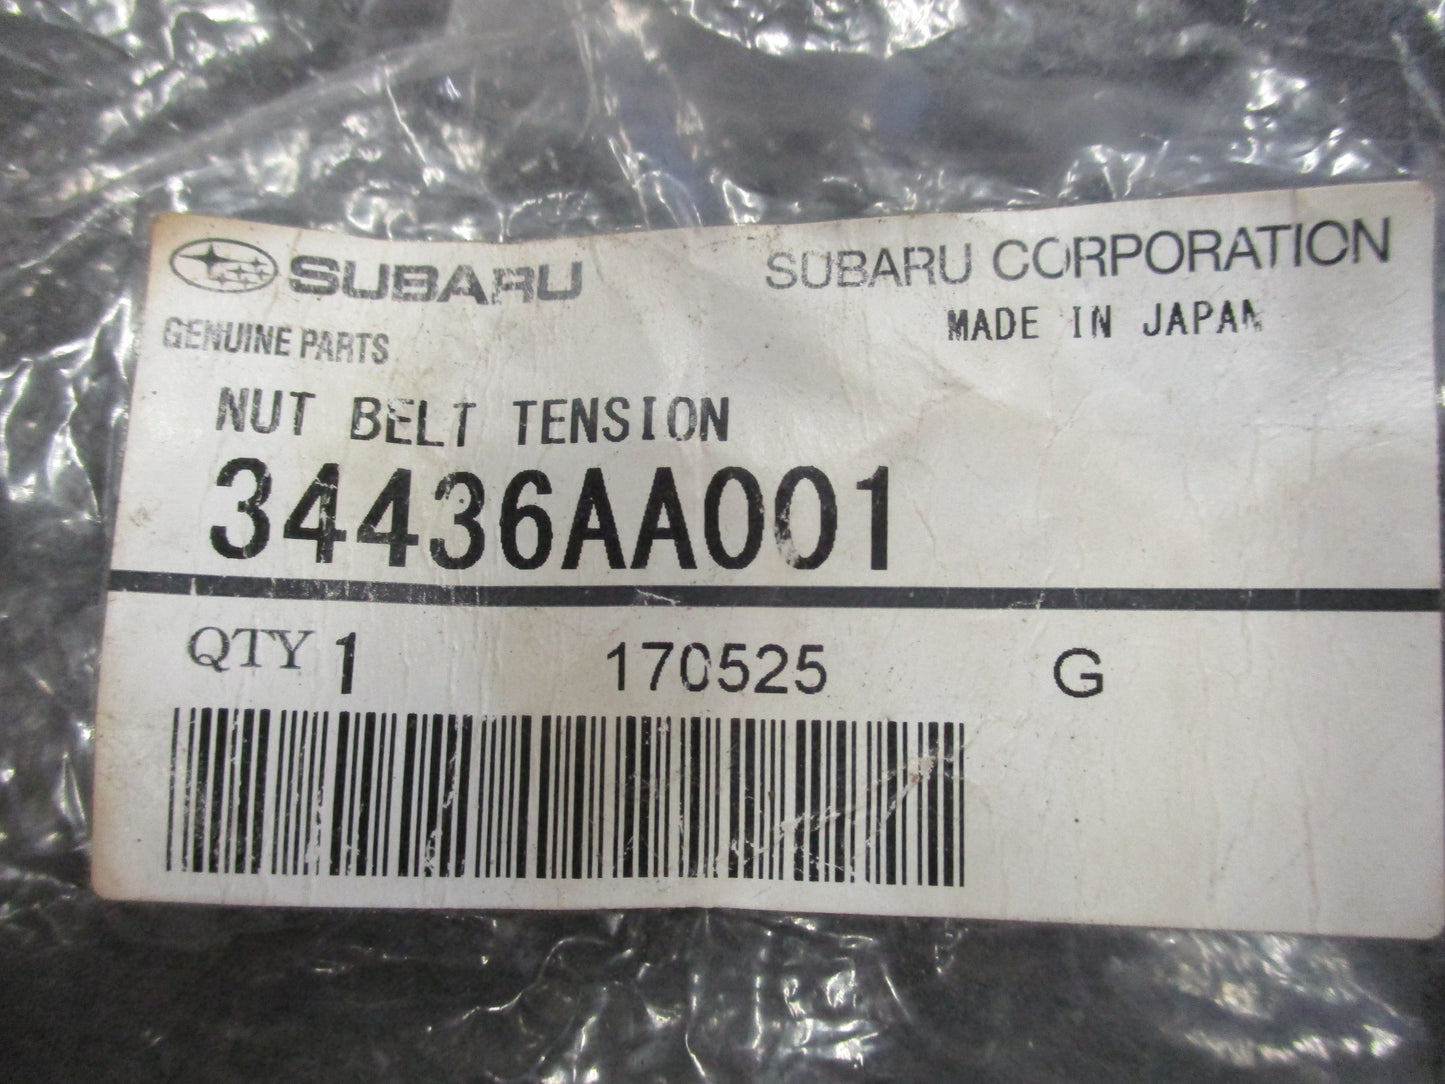 SUBARU SUBARU CORPORATION
GENUINE PARTS MADE IN JAPAN
NUT BELT TENSION
34436AA001
QTY 1 170525 G